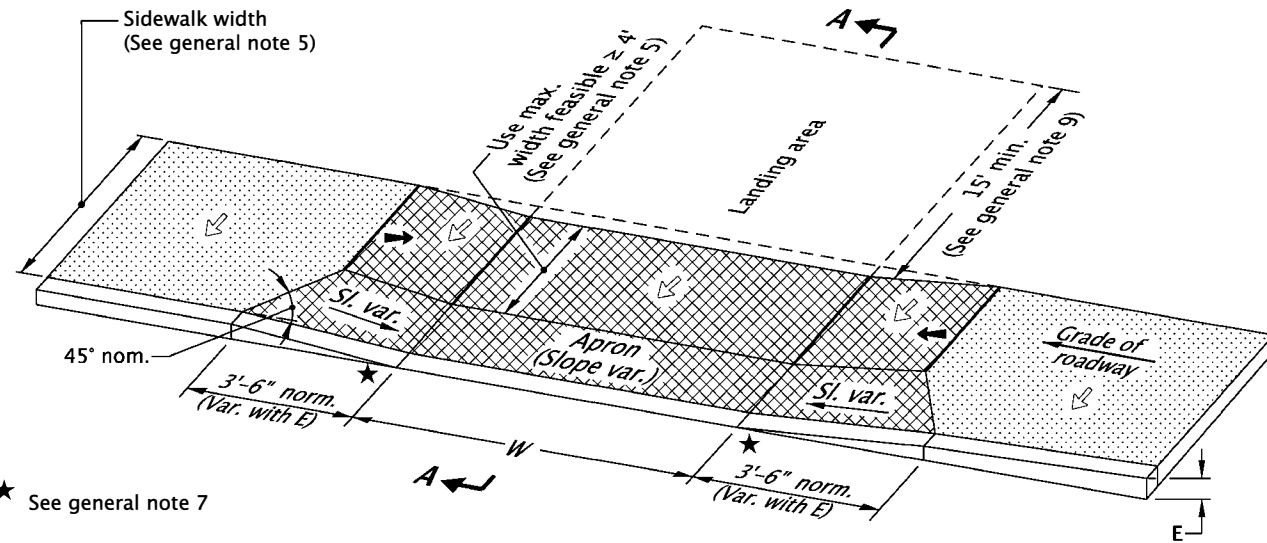 Sidewalk width
(See general note 5)
A
Use max.
width feasible ≥ 4'
(See general note 5)
Landing area
15' min.
(See general note 9)
Sl. var.
45° nom.
Apron
(Slope var.)
Grade of
roadway
Sl. var.
3'-6" norm.
(Var. with E)
W
3'-6" norm.
(Var. with E)
A
★ See general note 7
E